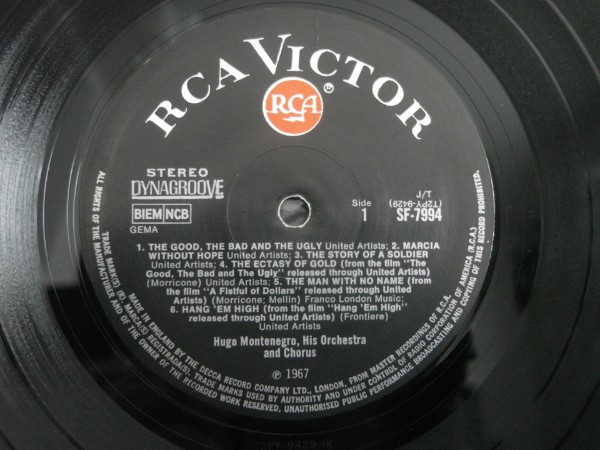 RCA VICTOR
®
RCA
STEREO
DYNAGROOVE
BIEM NCB
GEMA
J/T
(T2PY-9429)
Side
1
SF-7994
1. THE GOOD, THE BAD AND THE UGLY United Artists; 2. MARCIA
WITHOUT HOPE United Artists; 3. THE STORY OF A SOLDIER
United Artists; 4. THE ECTASY OF GOLD (from the film "The
Good, The Bad and The Ugly" released through United Artists)
(Morricone) United Artists; 5. THE MAN WITH NO NAME (from the
film "A Fistful of Dollars" released through United
Artists) (Morricone; Mellin) Franco London Music;
6. HANG 'EM HIGH (from the film "Hang 'Em High"
released through United Artists) (Frontiere)
United Artists
Hugo Montenegro, His Orchestra
and Chorus
℗ 1967
ALL RIGHTS OF THE MANUFACTURER AND OF THE OWNER OF THE RECORDED WORK RESERVED. UNAUTHORISED PUBLIC PERFORMANCE BROADCASTING AND COPYING OF THIS RECORD PROHIBITED.
TRADE MARK(S) (R), MARCA(S) REGISTRADA(S), TRADE MARKS USED BY AUTHORITY AND UNDER CONTROL OF RADIO CORPORATION OF AMERICA (R.C.A.)
MADE IN ENGLAND BY THE DECCA RECORD COMPANY LTD., LONDON, FROM MASTER RECORDINGS OF R.C.A.